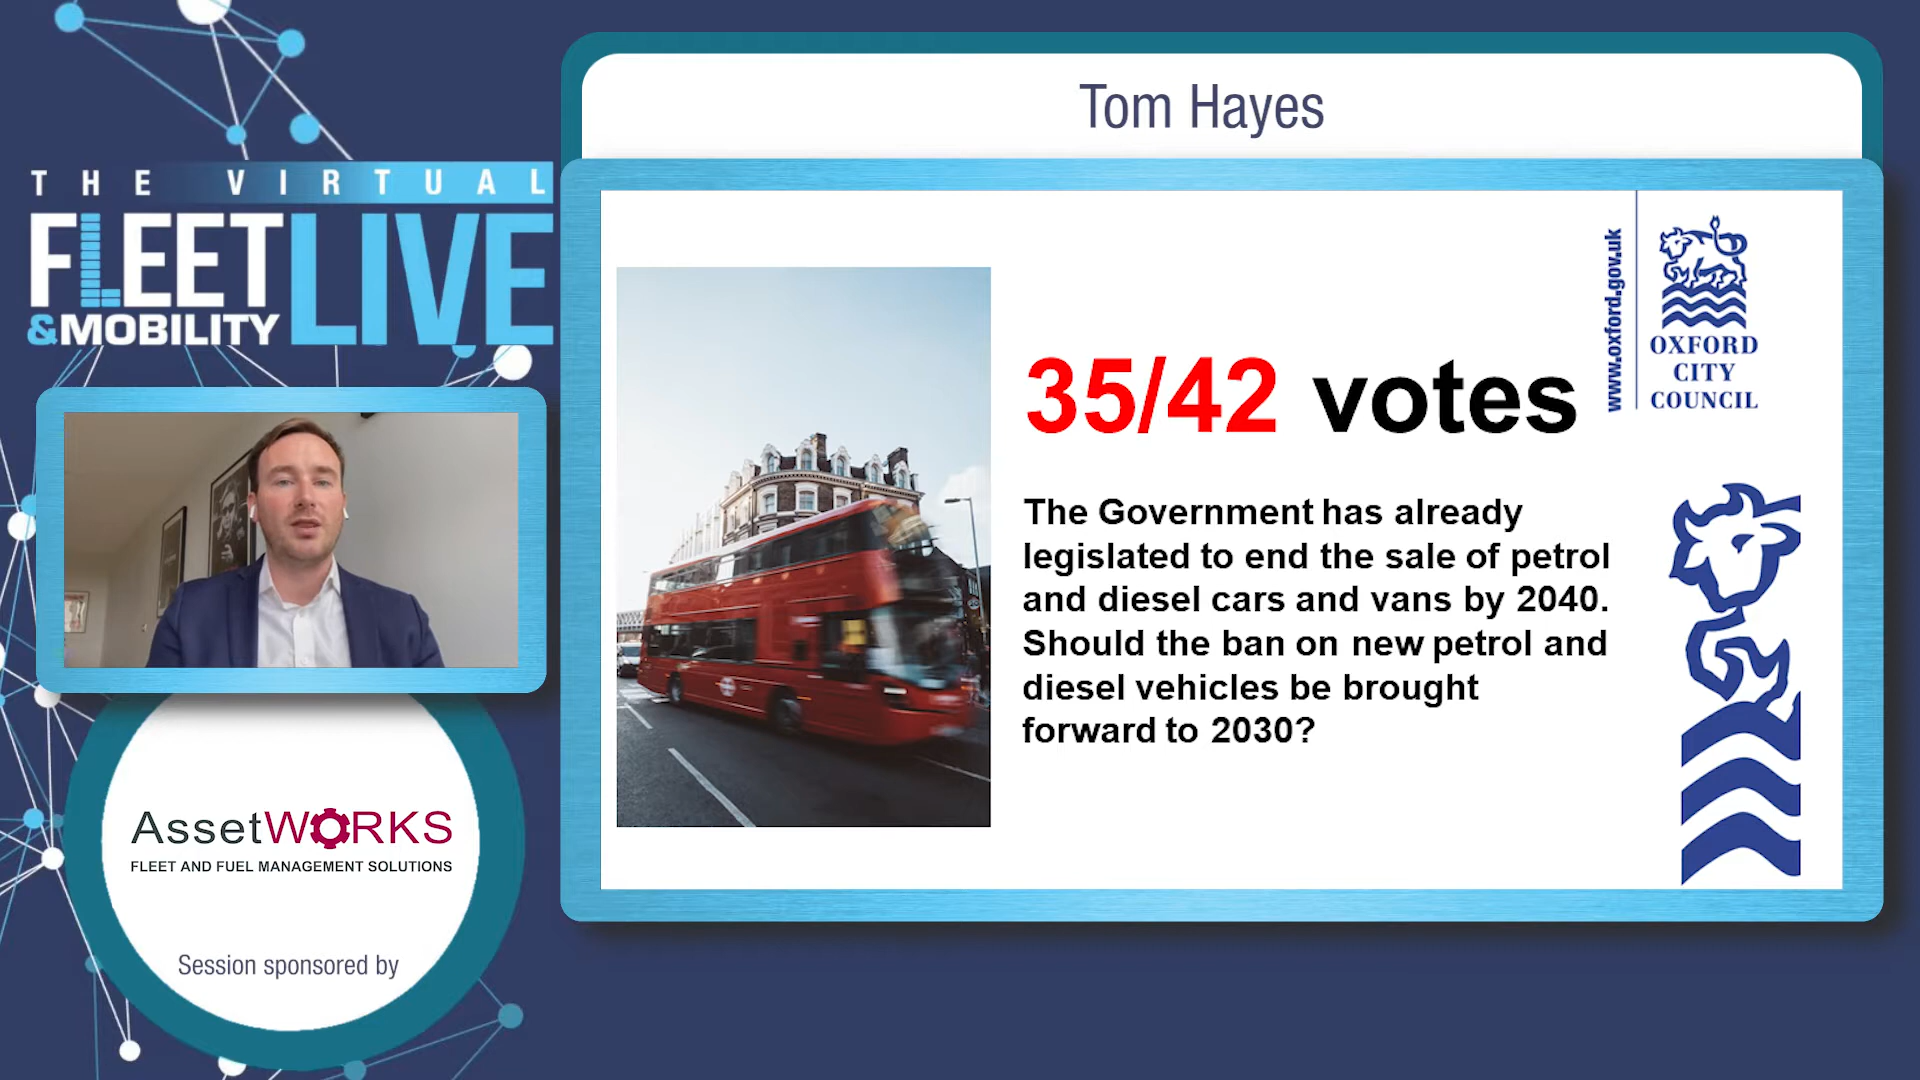 THE VIRTUAL
FLEET
&MOBILITY
LIVE
Tom Hayes
www.oxford.gov.uk
OXFORD
CITY
COUNCIL
35/42 votes
The Government has already
legislated to end the sale of petrol
and diesel cars and vans by 2040.
Should the ban on new petrol and
diesel vehicles be brought
forward to 2030?
AssetWORKS
FLEET AND FUEL MANAGEMENT SOLUTIONS
Session sponsored by